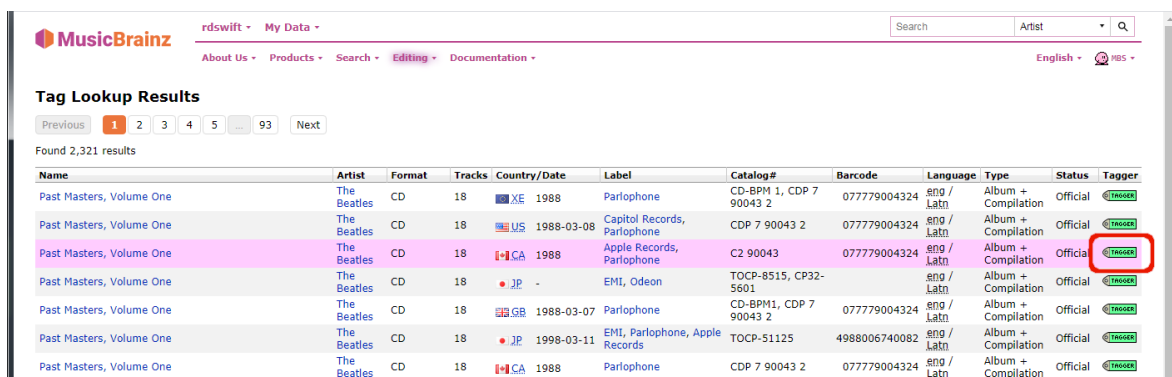 MusicBrainz
rdswift ▾ My Data ▾
Search Artist
About Us ▾ Products ▾ Search ▾ Editing ▾ Documentation ▾
English ▾ MBS ▾
Tag Lookup Results
Previous 1 2 3 4 5 ... 93 Next
Found 2,321 results
Name Artist Format Tracks Country/Date Label Catalog# Barcode Language Type Status Tagger
Past Masters, Volume One The Beatles CD 18 XE 1988 Parlophone CD-BPM 1, CDP 7 90043 2 077779004324 eng / Latn Album + Compilation Official TAGGER
Past Masters, Volume One The Beatles CD 18 US 1988-03-08 Capitol Records, Parlophone CDP 7 90043 2 077779004324 eng / Latn Album + Compilation Official TAGGER
Past Masters, Volume One The Beatles CD 18 CA 1988 Apple Records, Parlophone C2 90043 077779004324 eng / Latn Album + Compilation Official TAGGER
Past Masters, Volume One The Beatles CD 18 JP - EMI, Odeon TOCP-8515, CP32-5601 eng / Latn Album + Compilation Official TAGGER
Past Masters, Volume One The Beatles CD 18 GB 1988-03-07 Parlophone CD-BPM1, CDP 7 90043 2 077779004324 eng / Latn Album + Compilation Official TAGGER
Past Masters, Volume One The Beatles CD 18 JP 1998-03-11 EMI, Parlophone, Apple Records TOCP-51125 4988006740082 eng / Latn Album + Compilation Official TAGGER
Past Masters, Volume One The Beatles CD 18 CA 1988 Parlophone CDP 7 90043 2 077779004324 eng / Latn Album + Compilation Official TAGGER